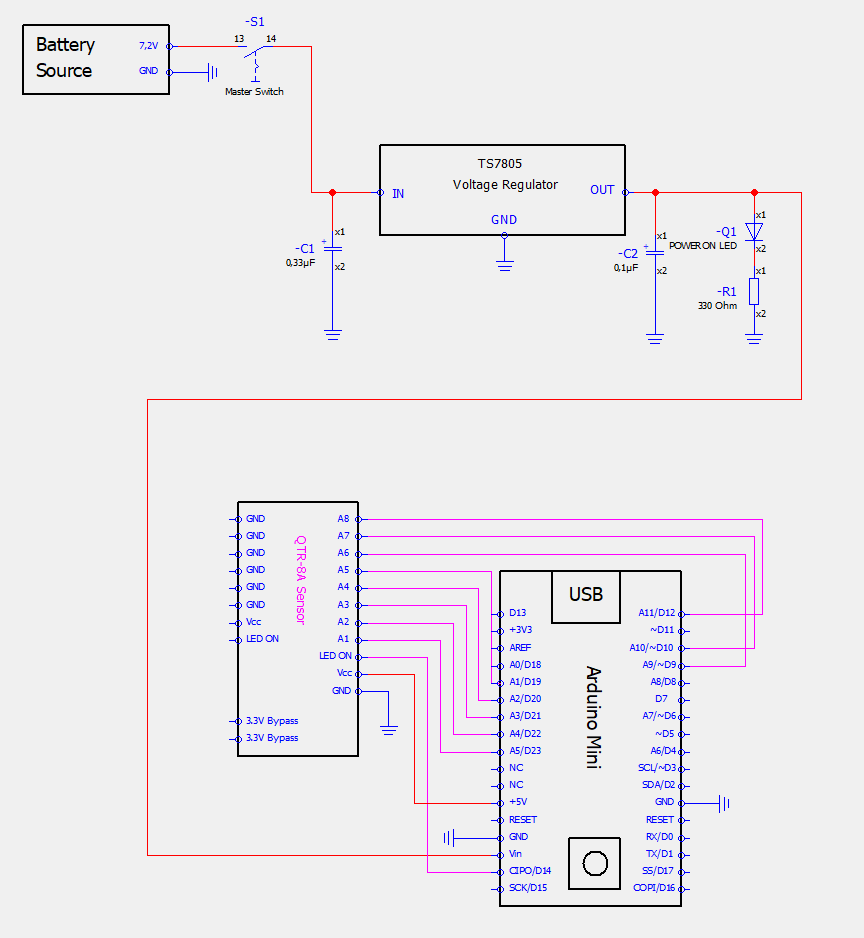 -S1
13 14
Battery
Source
7,2V
GND
Master Switch
TS7805
Voltage Regulator
IN
OUT
GND
-C1
0,33µF
+
x1
x2
-C2
0,1µF
+
x1
x2
-Q1
POWER ON LED
x1
x2
-R1
330 Ohm
x1
x2
QTR-8A Sensor
GND
GND
GND
GND
GND
GND
Vcc
LED ON
3.3V Bypass
3.3V Bypass
A8
A7
A6
A5
A4
A3
A2
A1
LED ON
Vcc
GND
USB
Arduino Mini
D13
+3V3
AREF
A0/D18
A1/D19
A2/D20
A3/D21
A4/D22
A5/D23
NC
NC
+5V
RESET
GND
Vin
CIPO/D14
SCK/D15
A11/D12
~D11
A10/~D10
A9/~D9
A8/D8
D7
A7/~D6
~D5
A6/D4
SCL/~D3
SDA/D2
GND
RESET
RX/D0
TX/D1
SS/D17
COPI/D16